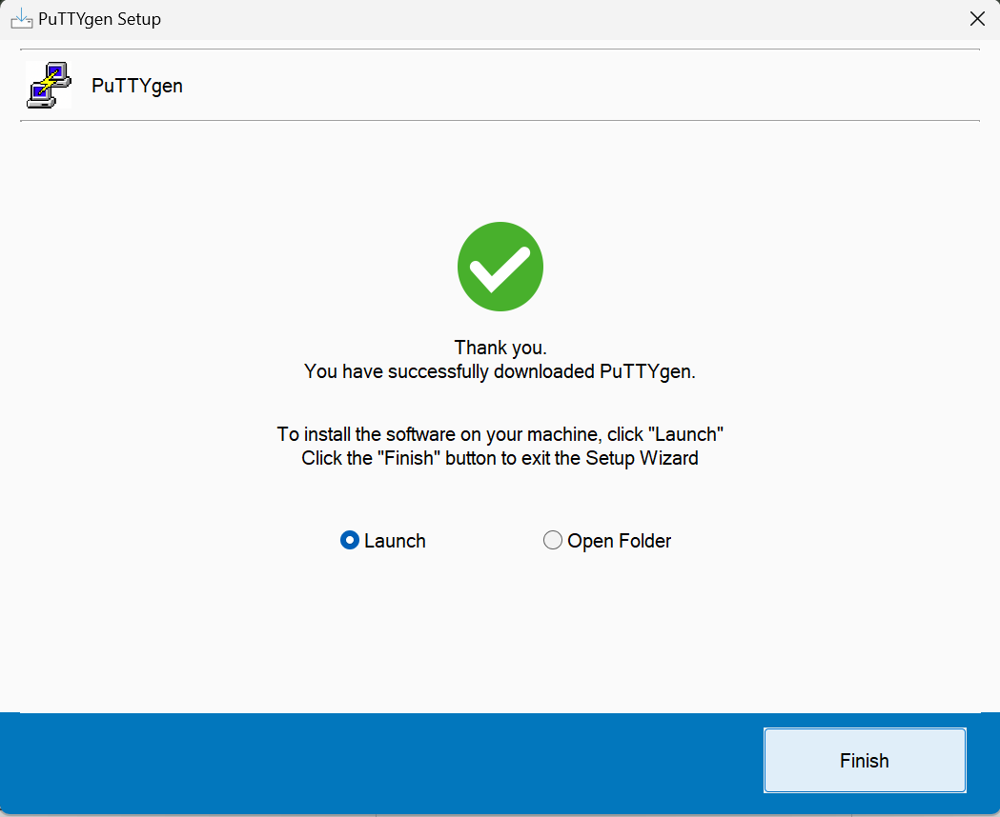 PuTTYgen Setup
PuTTYgen
Thank you.
You have successfully downloaded PuTTYgen.
To install the software on your machine, click "Launch"
Click the "Finish" button to exit the Setup Wizard
Launch
Open Folder
Finish